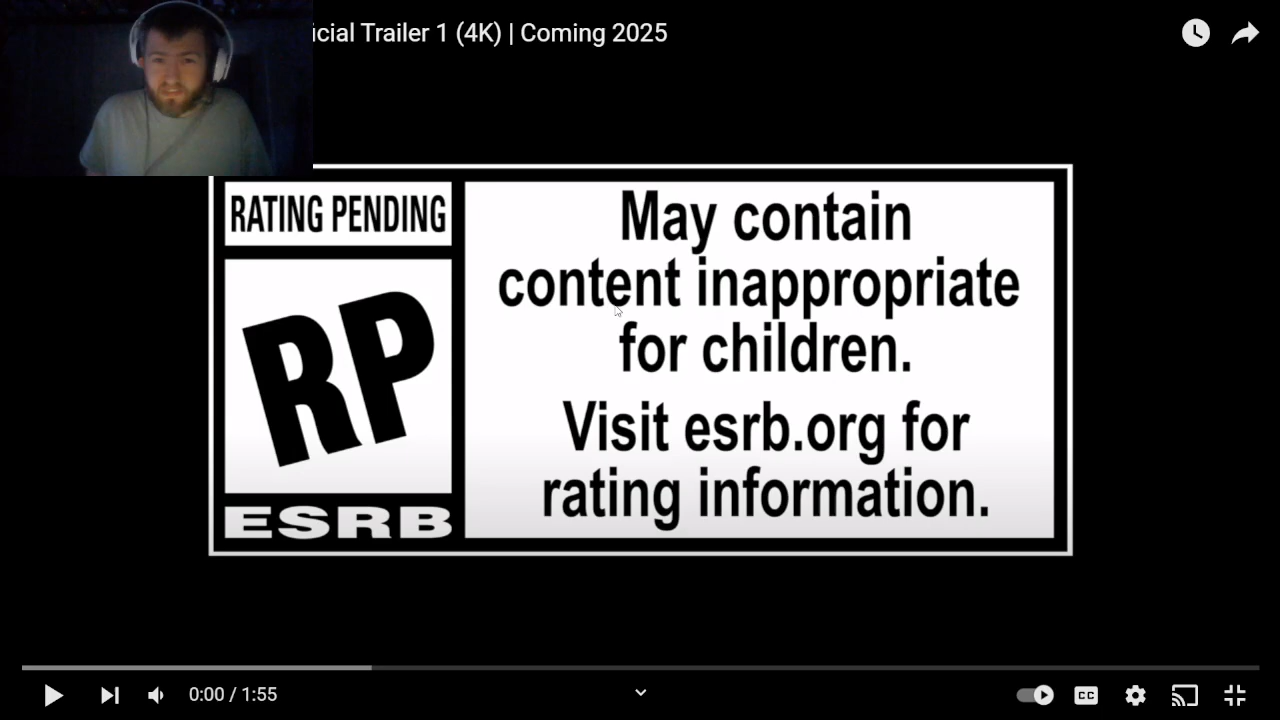 icial Trailer 1 (4K) | Coming 2025
RATING PENDING
RP
ESRB
May contain
content inappropriate
for children.
Visit esrb.org for
rating information.
0:00 / 1:55
CC